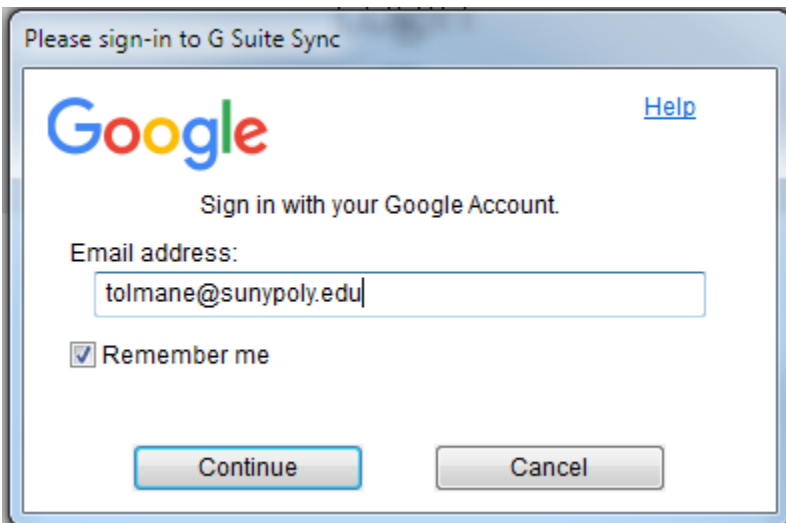 Please sign-in to G Suite Sync
Google
Help
Sign in with your Google Account.
Email address:
tolmane@sunypoly.edu
Remember me
Continue
Cancel